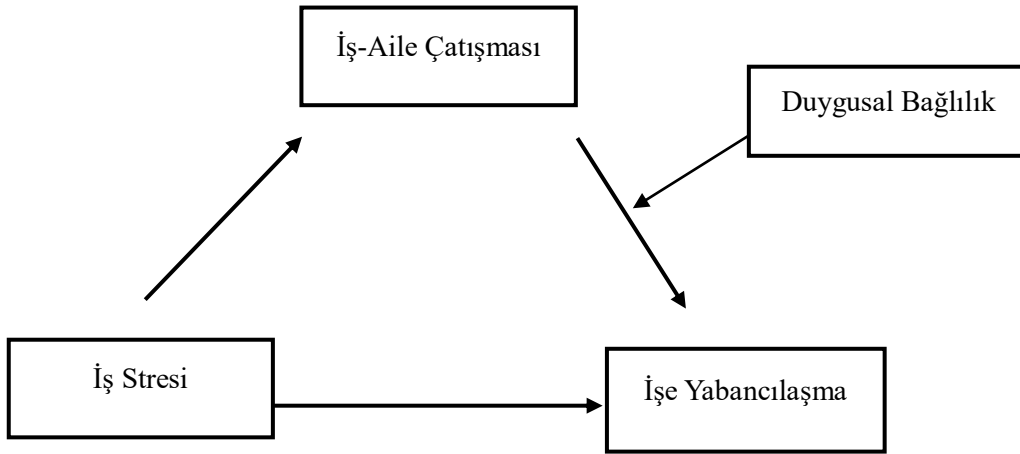 İş-Aile Çatışması
Duygusal Bağlılık
İş Stresi
İşe Yabancılaşma